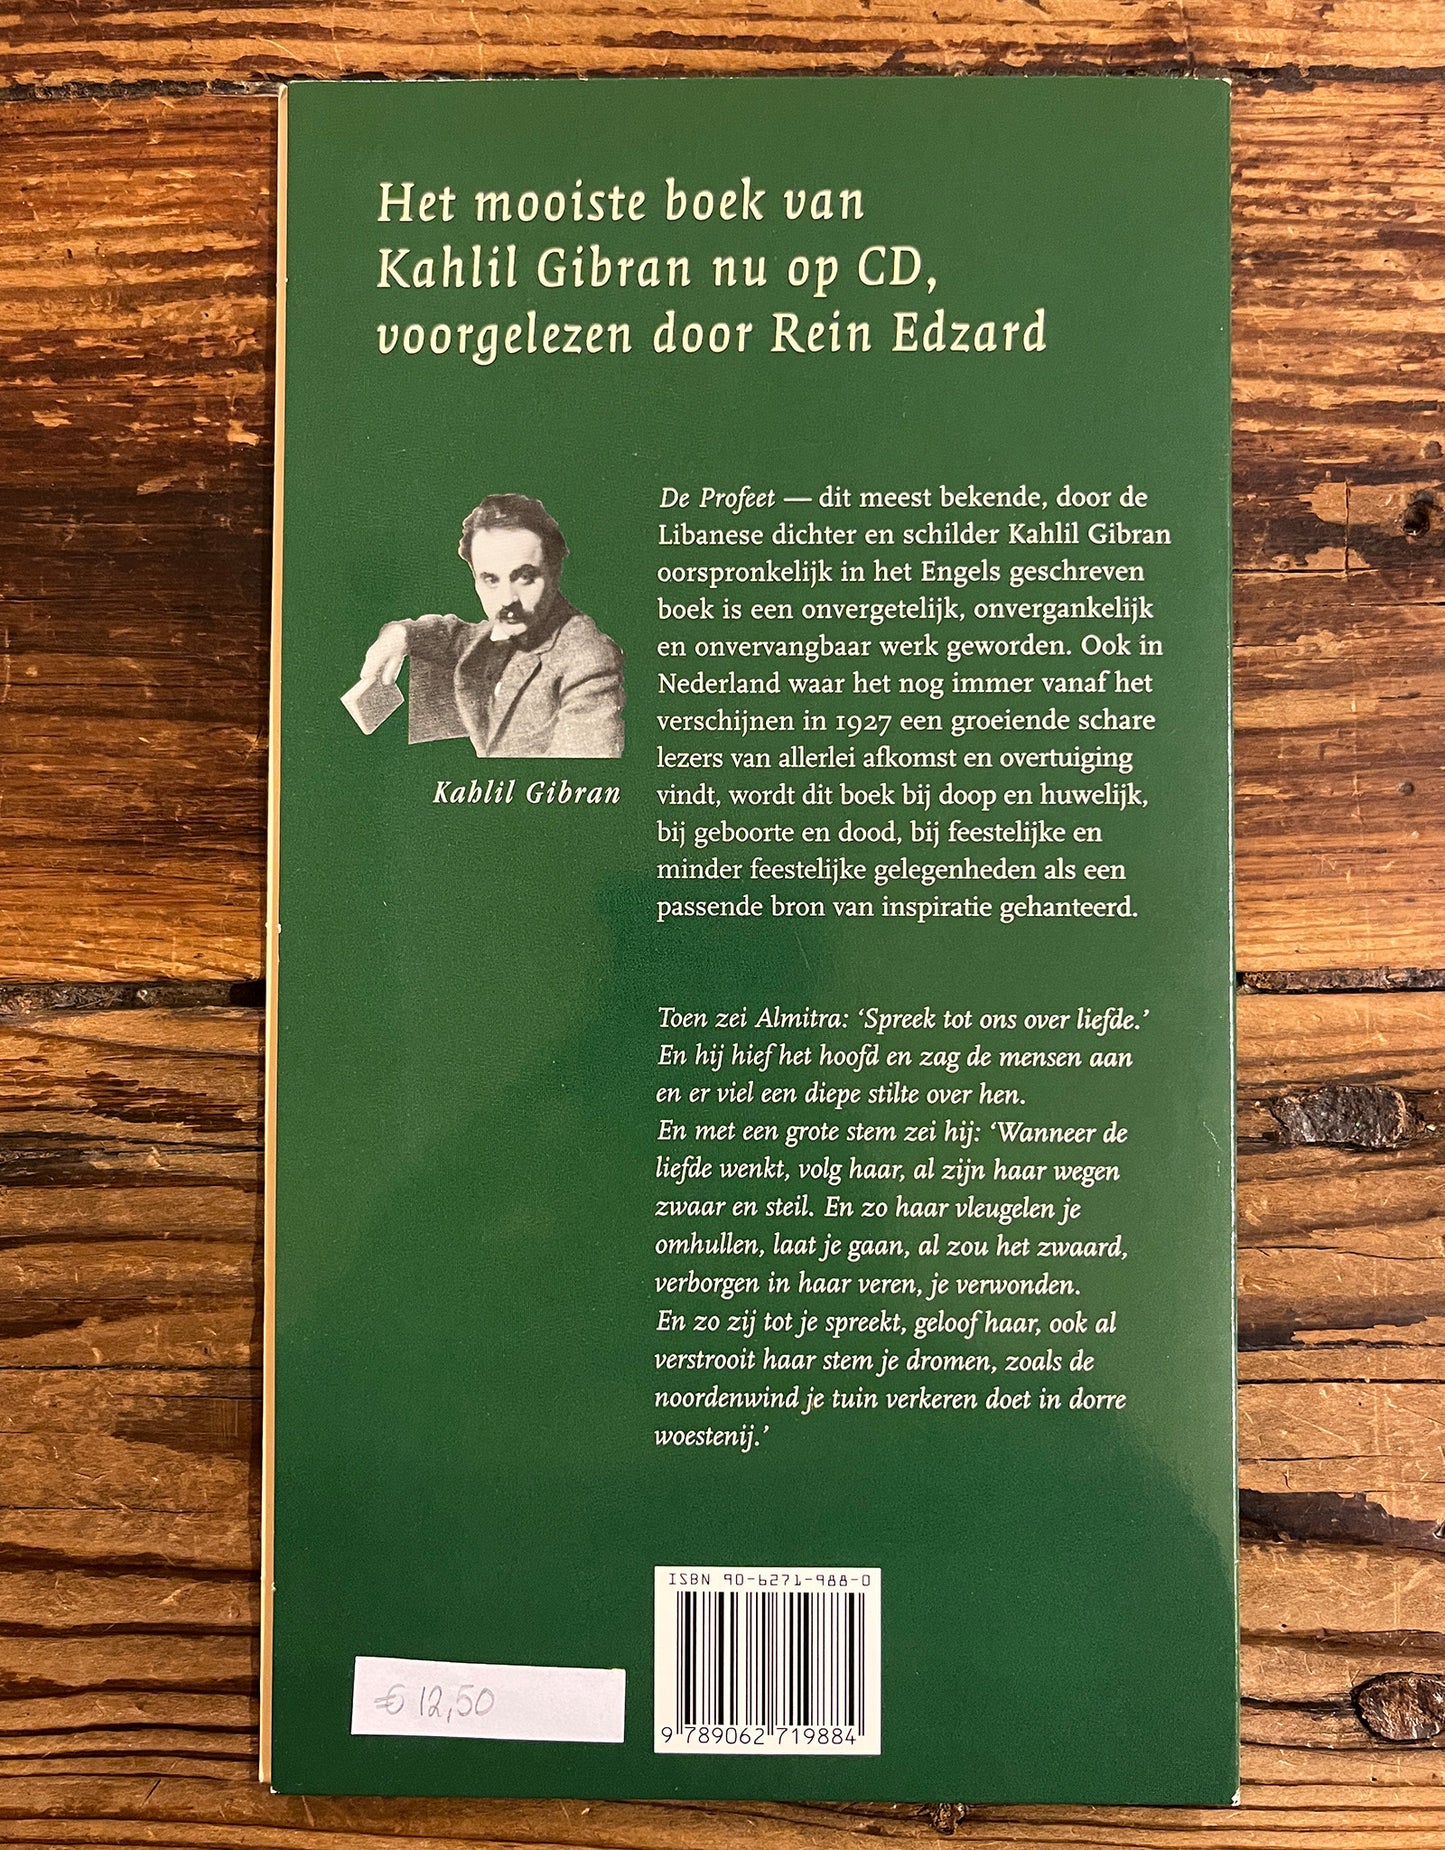 Het mooiste boek van
Kahlil Gibran nu op CD,
voorgelezen door Rein Edzard
Kahlil Gibran
De Profeet — dit meest bekende, door de
Libanese dichter en schilder Kahlil Gibran
oorspronkelijk in het Engels geschreven
boek is een onvergetelijk, onvergankelijk
en onvervangbaar werk geworden. Ook in
Nederland waar het nog immer vanaf het
verschijnen in 1927 een groeiende schare
lezers van allerlei afkomst en overtuiging
vindt, wordt dit boek bij doop en huwelijk,
bij geboorte en dood, bij feestelijke en
minder feestelijke gelegenheden als een
passende bron van inspiratie gehanteerd.
Toen zei Almitra: ‘Spreek tot ons over liefde.’
En hij hief het hoofd en zag de mensen aan
en er viel een diepe stilte over hen.
En met een grote stem zei hij: ‘Wanneer de
liefde wenkt, volg haar, al zijn haar wegen
zwaar en steil. En zo haar vleugelen je
omhullen, laat je gaan, al zou het zwaard,
verborgen in haar veren, je verwonden.
En zo zij tot je spreekt, geloof haar, ook al
verstrooit haar stem je dromen, zoals de
noordenwind je tuin verkeren doet in dorre
woestenij.’
ISBN 90-6271-988-0
9 789062 719884
€ 12,50